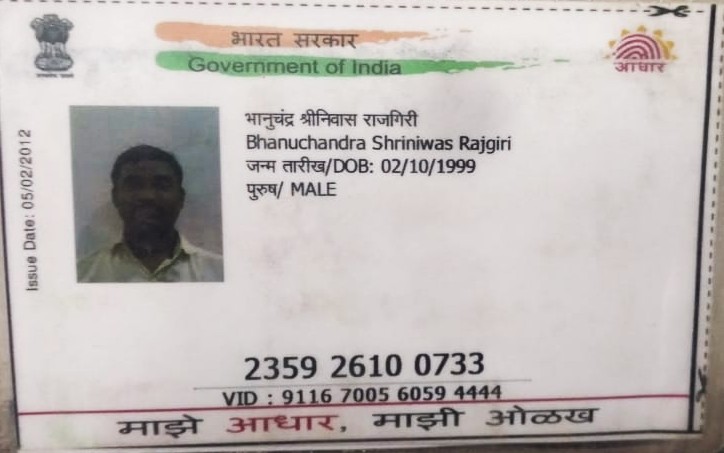 भारत सरकार
Government of India
आधार
Issue Date: 05/02/2012
भानुचंद्र श्रीनिवास राजगिरी
Bhanuchandra Shriniwas Rajgiri
जन्म तारीख/DOB: 02/10/1999
पुरुष/ MALE
2359 2610 0733
VID : 9116 7005 6059 4444
माझे आधार, माझी ओळख